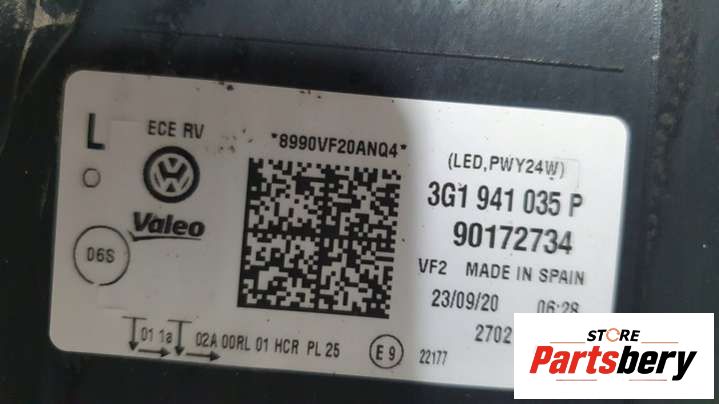 L
ECE RV
*8990VF20ANQ4*
Valeo
06S
(LED,PWY24W)
3G1 941 035 P
90172734
VF2 MADE IN SPAIN
23/09/20 06:28
2702
01 1a 02A 00RL 01 HCR PL 25
E9
22177
STORE
Partsbery